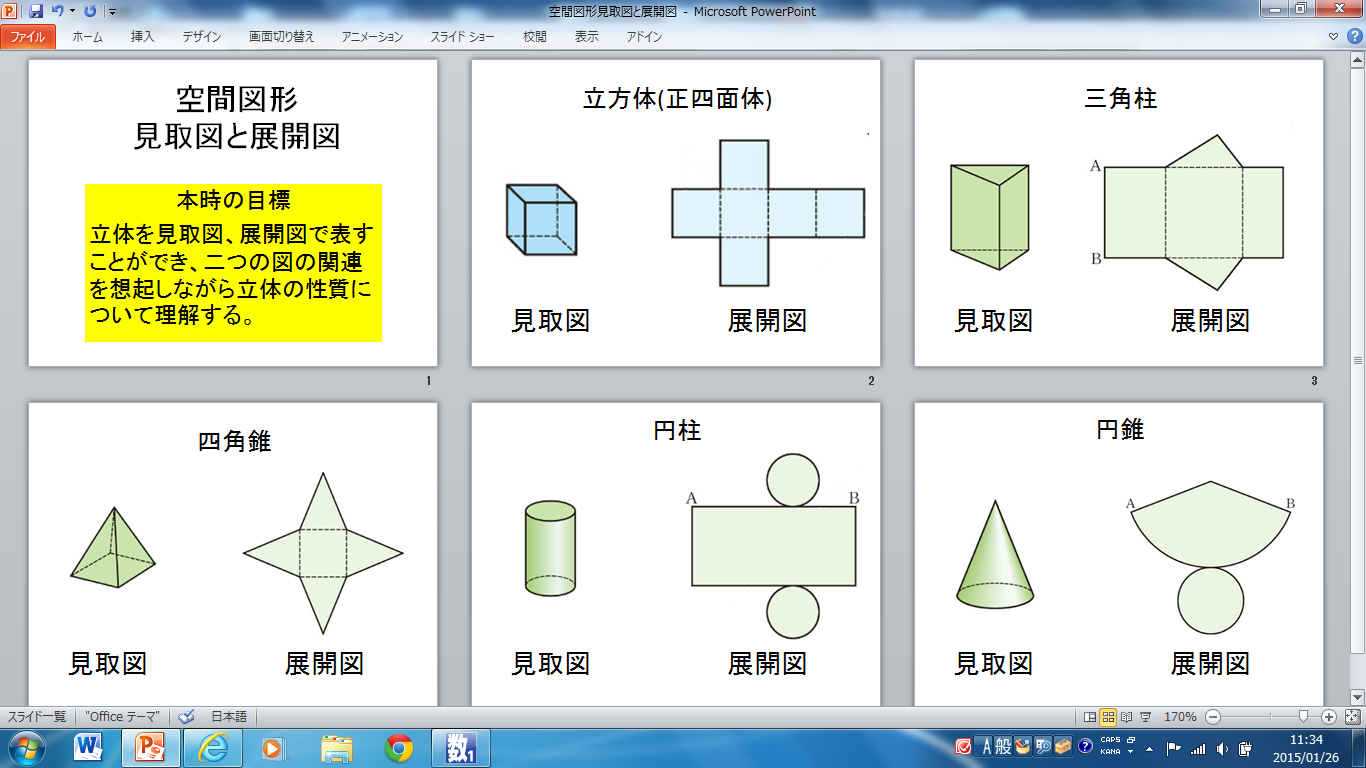 空間図形見取図と展開図 - Microsoft PowerPoint
ファイル ホーム 挿入 デザイン 画面切り替え アニメーション スライド ショー 校閲 表示 アドイン
空間図形
見取図と展開図
本時の目標
立体を見取図、展開図で表す
ことができ、二つの図の関連
を想起しながら立体の性質に
ついて理解する。
1
立方体(正四面体)
見取図 展開図
2
三角柱
A
B
見取図 展開図
3
四角錐
見取図 展開図
円柱
A B
見取図 展開図
円錐
A B
見取図 展開図
スライド一覧 "Office テーマ" 日本語 170%
数1
A 般 CAPS KANA
11:34
2015/01/26